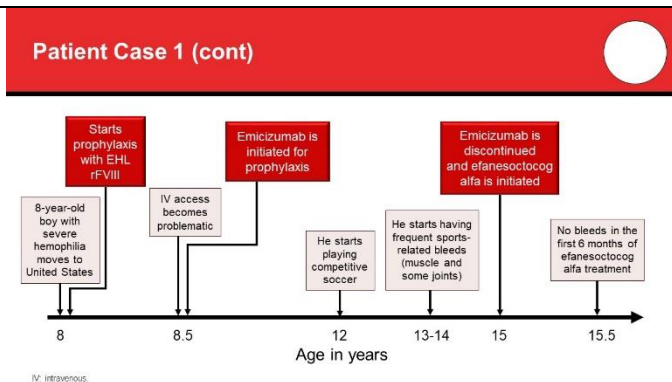 Patient Case 1 (cont)
Starts
prophylaxis
with EHL
rFVIII
Emicizumab is
initiated for
prophylaxis
Emicizumab is
discontinued
and efanesoctocog
alfa is initiated
8-year-old
boy with
severe
hemophilia
moves to
United States
IV access
becomes
problematic
He starts
playing
competitive
soccer
He starts having
frequent sports-
related bleeds
(muscle and
some joints)
No bleeds in the
first 6 months of
efanesoctocog
alfa treatment
8 8.5 12 13-14 15 15.5
Age in years
IV: intravenous.